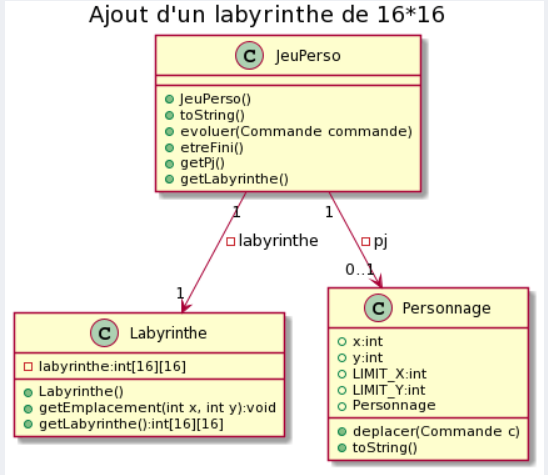 Ajout d'un labyrinthe de 16*16
C JeuPerso
JeuPerso()
toString()
evoluer(Commande commande)
etreFini()
getPj()
getLabyrinthe()
1 1
labyrinthe pj
1 0..1
C Labyrinthe
labyrinthe:int[16][16]
Labyrinthe()
getEmplacement(int x, int y):void
getLabyrinthe():int[16][16]
C Personnage
x:int
y:int
LIMIT_X:int
LIMIT_Y:int
Personnage
deplacer(Commande c)
toString()